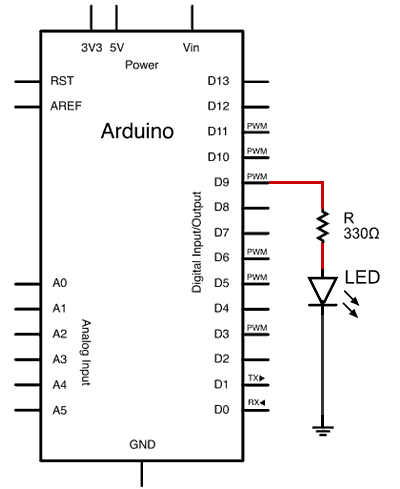 3V3 5V Vin
Power
RST
AREF
Arduino
D13
D12
D11 PWM
D10 PWM
D9 PWM
D8
D7
D6 PWM
D5 PWM
D4
D3 PWM
D2
D1 TX▶
D0 RX◀
Digital Input/Output
A0
A1
A2
A3
A4
A5
Analog Input
GND
R
330Ω
LED